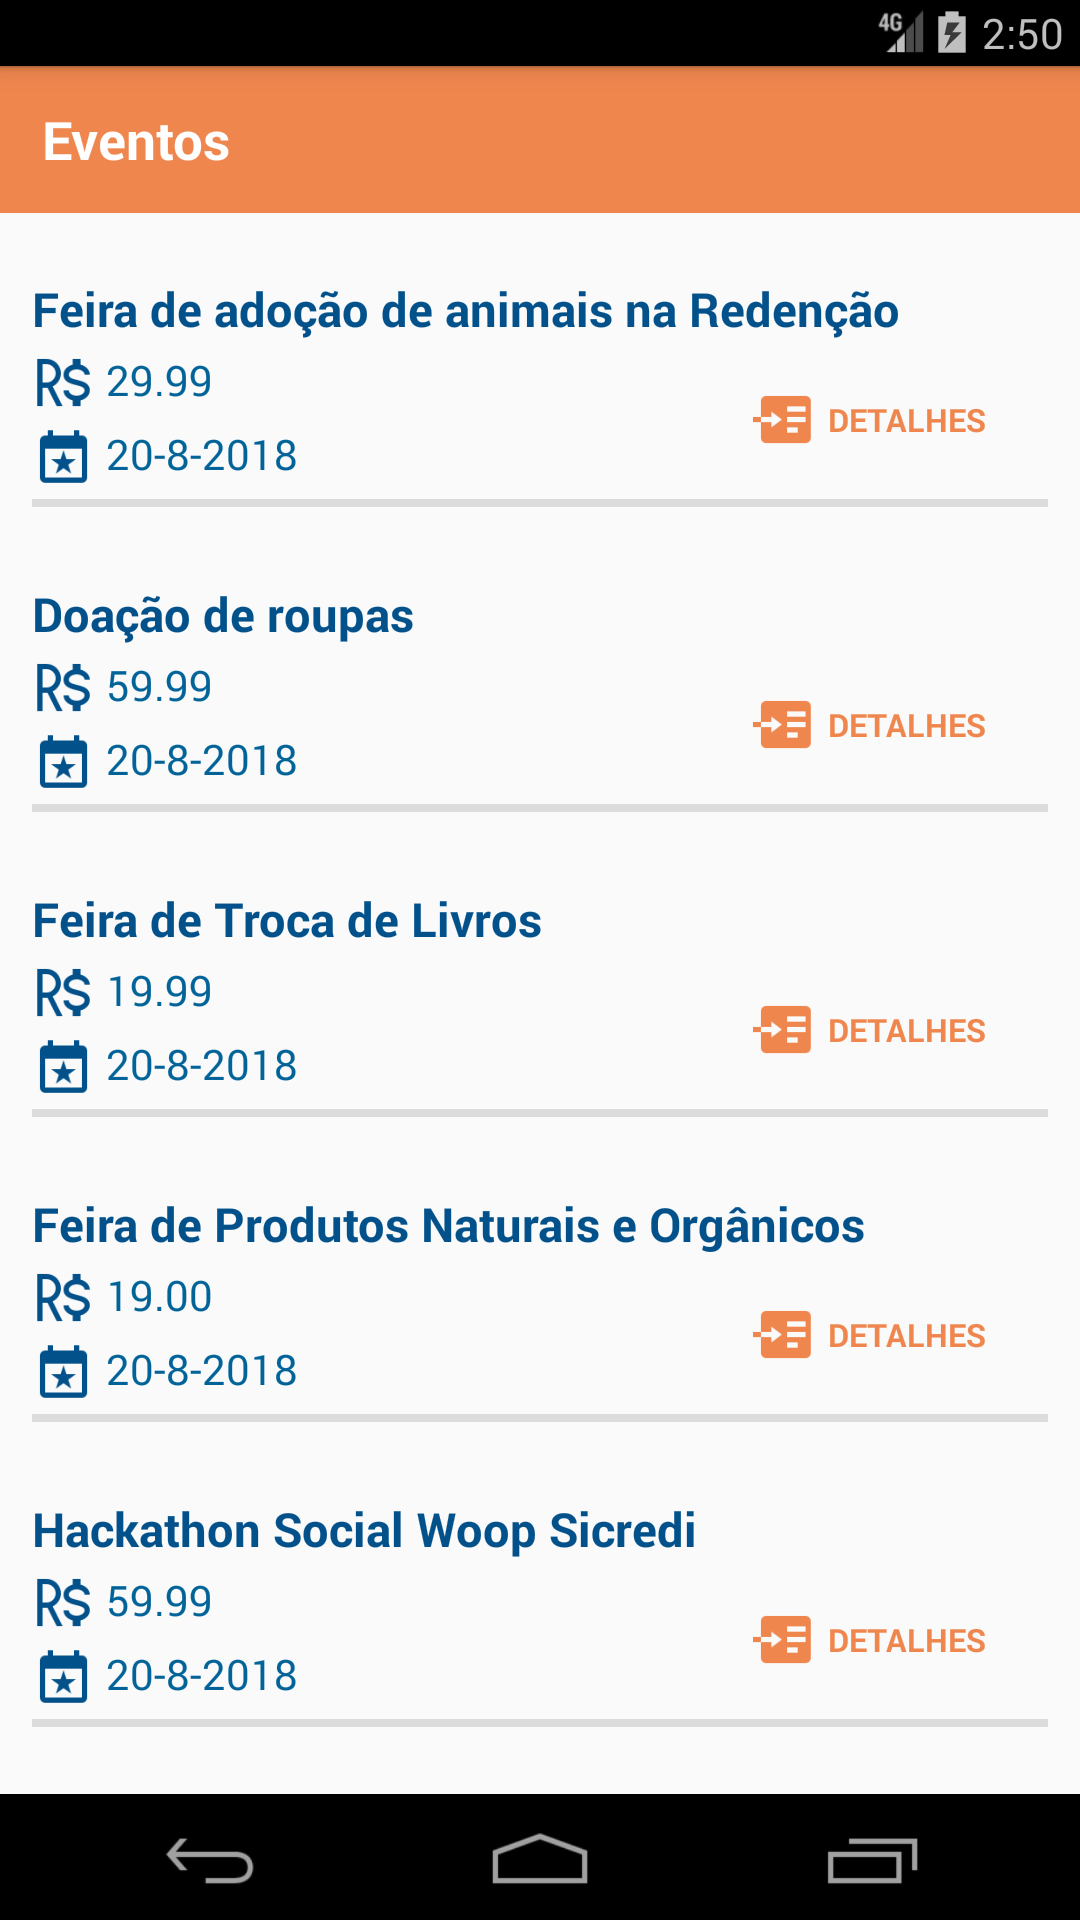 4G 2:50
Eventos
Feira de adoção de animais na Redenção
R$ 29.99
DETALHES
20-8-2018
Doação de roupas
R$ 59.99
DETALHES
20-8-2018
Feira de Troca de Livros
R$ 19.99
DETALHES
20-8-2018
Feira de Produtos Naturais e Orgânicos
R$ 19.00
DETALHES
20-8-2018
Hackathon Social Woop Sicredi
R$ 59.99
DETALHES
20-8-2018